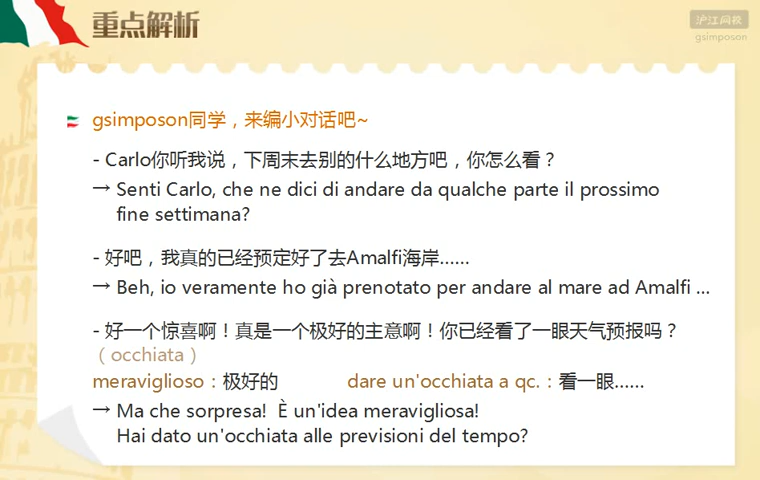 重点解析
沪江网校
gsimposon
gsimposon同学，来编小对话吧~
- Carlo你听我说，下周末去别的什么地方吧，你怎么看？
→ Senti Carlo, che ne dici di andare da qualche parte il prossimo
fine settimana?
- 好吧，我真的已经预定好了去Amalfi海岸……
→ Beh, io veramente ho già prenotato per andare al mare ad Amalfi ...
- 好一个惊喜啊！真是一个极好的主意啊！你已经看了一眼天气预报吗？
（occhiata）
meraviglioso：极好的 dare un'occhiata a qc.：看一眼……
→ Ma che sorpresa! È un'idea meravigliosa!
Hai dato un'occhiata alle previsioni del tempo?